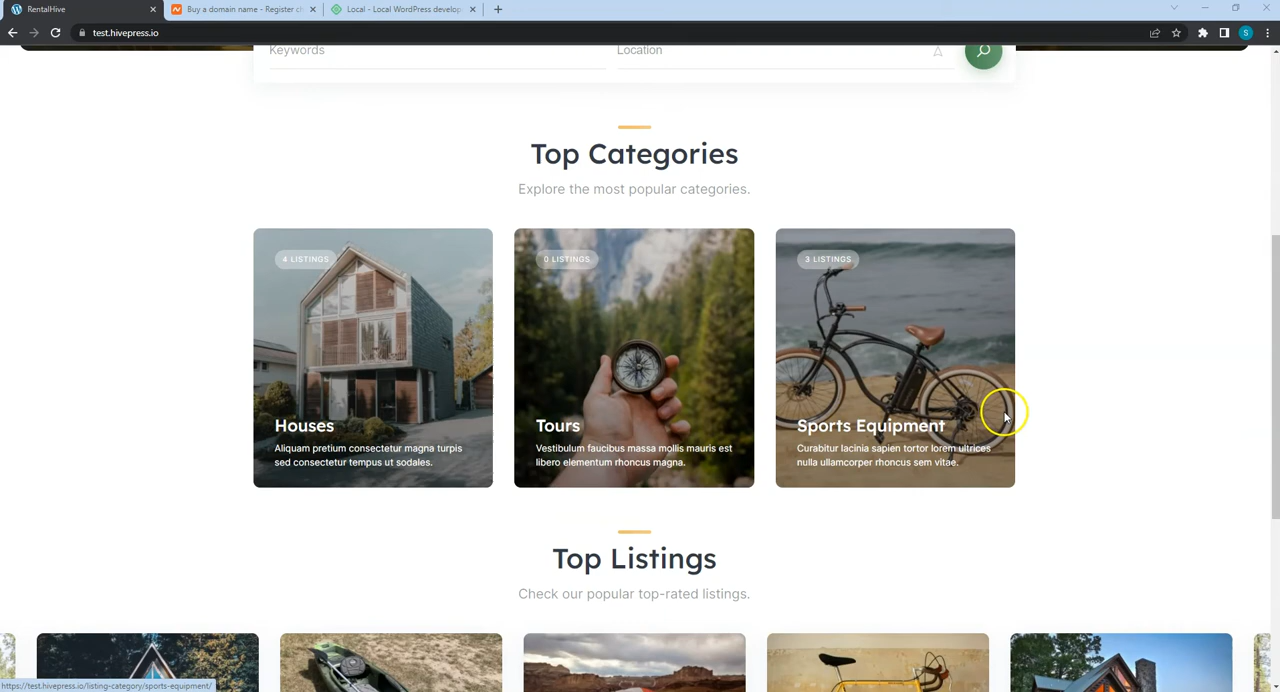 RentalHive
Buy a domain name - Register ch
Local - Local WordPress develop
test.hivepress.io
S
Keywords
Location
Top Categories
Explore the most popular categories.
4 LISTINGS
Houses
Aliquam pretium consectetur magna turpis
sed consectetur tempus ut sodales.
0 LISTINGS
Tours
Vestibulum faucibus massa mollis mauris est
libero elementum rhoncus magna.
3 LISTINGS
Sports Equipment
Curabitur lacinia sapien tortor lorem ultrices
nulla ullamcorper rhoncus sem vitae.
Top Listings
Check our popular top-rated listings.
https://test.hivepress.io/listing-category/sports-equipment/